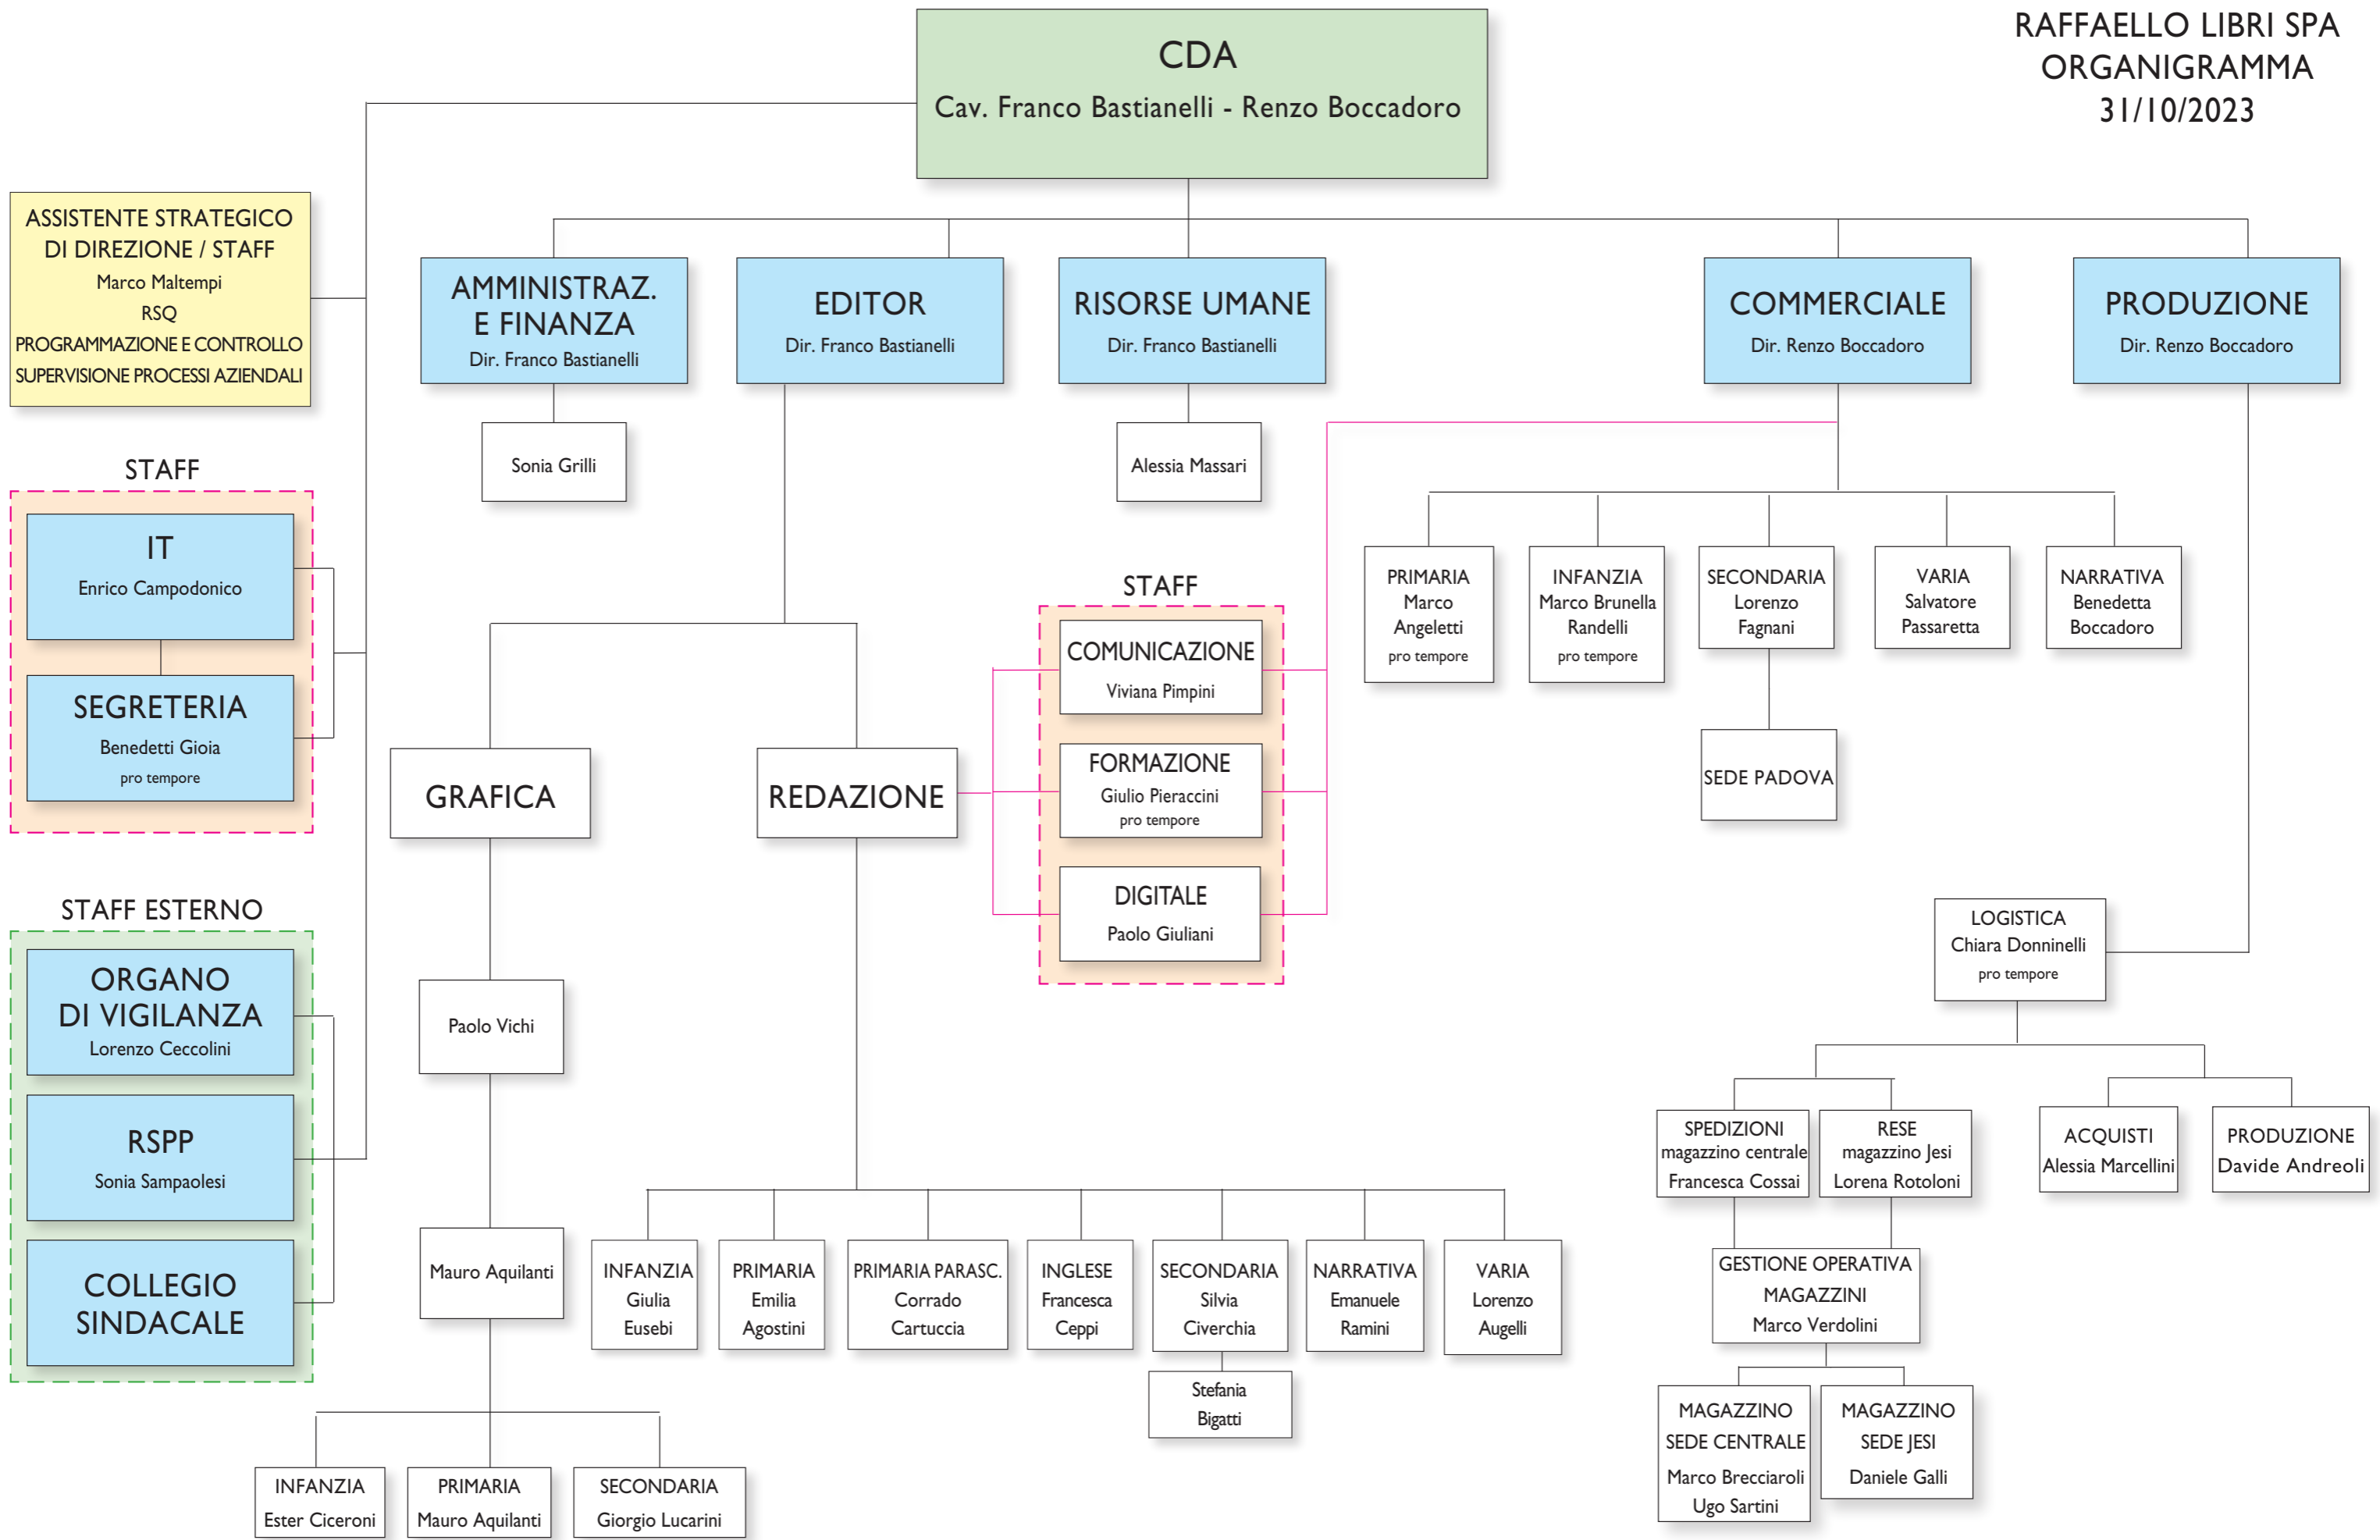 RAFFAELLO LIBRI SPA
ORGANIGRAMMA
31/10/2023
CDA
Cav. Franco Bastianelli - Renzo Boccadoro
ASSISTENTE STRATEGICO
DI DIREZIONE / STAFF
Marco Maltempi
RSQ
PROGRAMMAZIONE E CONTROLLO
SUPERVISIONE PROCESSI AZIENDALI
AMMINISTRAZ.
E FINANZA
Dir. Franco Bastianelli
EDITOR
Dir. Franco Bastianelli
RISORSE UMANE
Dir. Franco Bastianelli
COMMERCIALE
Dir. Renzo Boccadoro
PRODUZIONE
Dir. Renzo Boccadoro
Sonia Grilli
Alessia Massari
STAFF
IT
Enrico Campodonico
SEGRETERIA
Benedetti Gioia
pro tempore
STAFF
COMUNICAZIONE
Viviana Pimpini
FORMAZIONE
Giulio Pieraccini
pro tempore
DIGITALE
Paolo Giuliani
PRIMARIA
Marco
Angeletti
pro tempore
INFANZIA
Marco Brunella
Randelli
pro tempore
SECONDARIA
Lorenzo
Fagnani
VARIA
Salvatore
Passaretta
NARRATIVA
Benedetta
Boccadoro
SEDE PADOVA
GRAFICA
REDAZIONE
STAFF ESTERNO
ORGANO
DI VIGILANZA
Lorenzo Ceccolini
RSPP
Sonia Sampaolesi
COLLEGIO
SINDACALE
Paolo Vichi
Mauro Aquilanti
INFANZIA
Ester Ciceroni
PRIMARIA
Mauro Aquilanti
SECONDARIA
Giorgio Lucarini
INFANZIA
Giulia
Eusebi
PRIMARIA
Emilia
Agostini
PRIMARIA PARASC.
Corrado
Cartuccia
INGLESE
Francesca
Ceppi
SECONDARIA
Silvia
Civerchia
NARRATIVA
Emanuele
Ramini
VARIA
Lorenzo
Augelli
Stefania
Bigatti
LOGISTICA
Chiara Donninelli
pro tempore
SPEDIZIONI
magazzino centrale
Francesca Cossai
RESE
magazzino Jesi
Lorena Rotoloni
ACQUISTI
Alessia Marcellini
PRODUZIONE
Davide Andreoli
GESTIONE OPERATIVA
MAGAZZINI
Marco Verdolini
MAGAZZINO
SEDE CENTRALE
Marco Brecciaroli
Ugo Sartini
MAGAZZINO
SEDE JESI
Daniele Galli